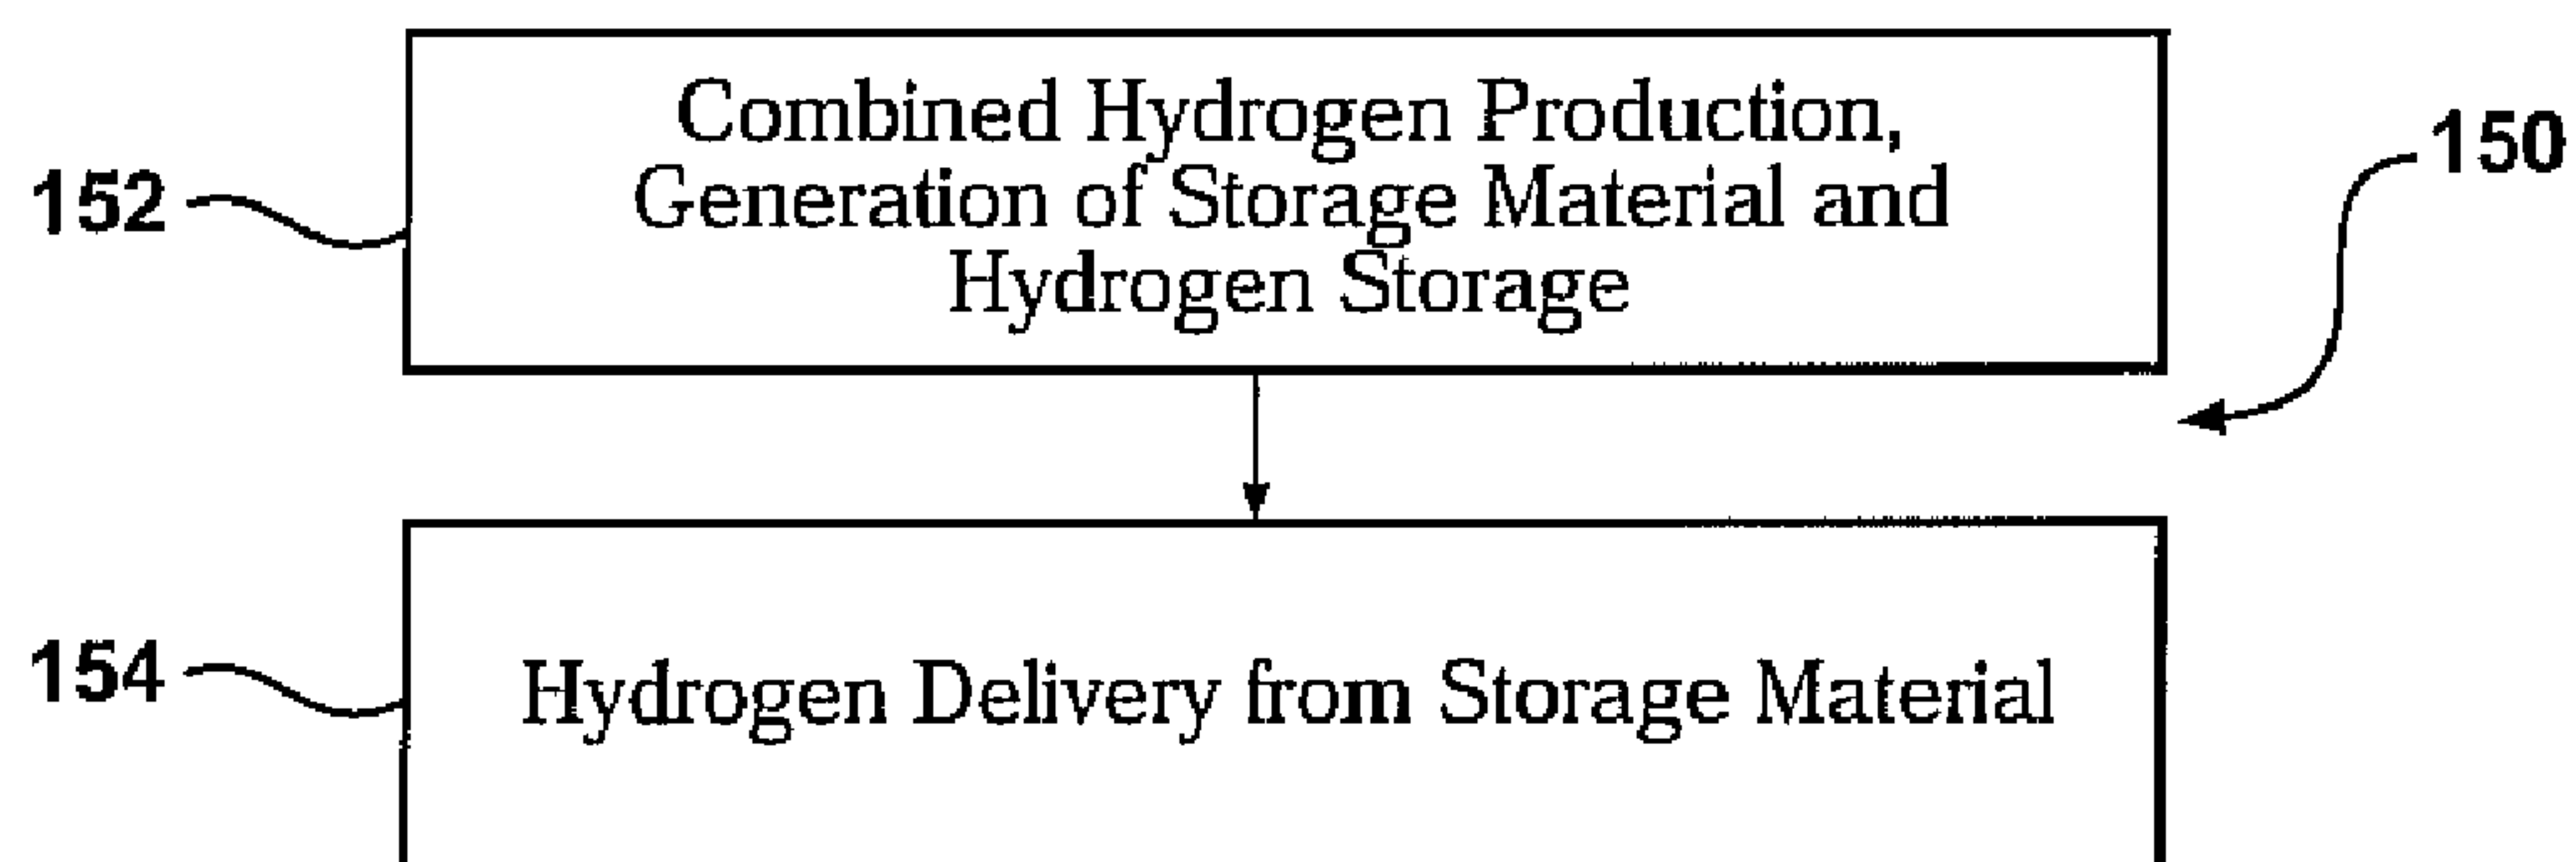 Combined Hydrogen Production,
Generation of Storage Material and
Hydrogen Storage
150
152
Hydrogen Delivery from Storage Material
154